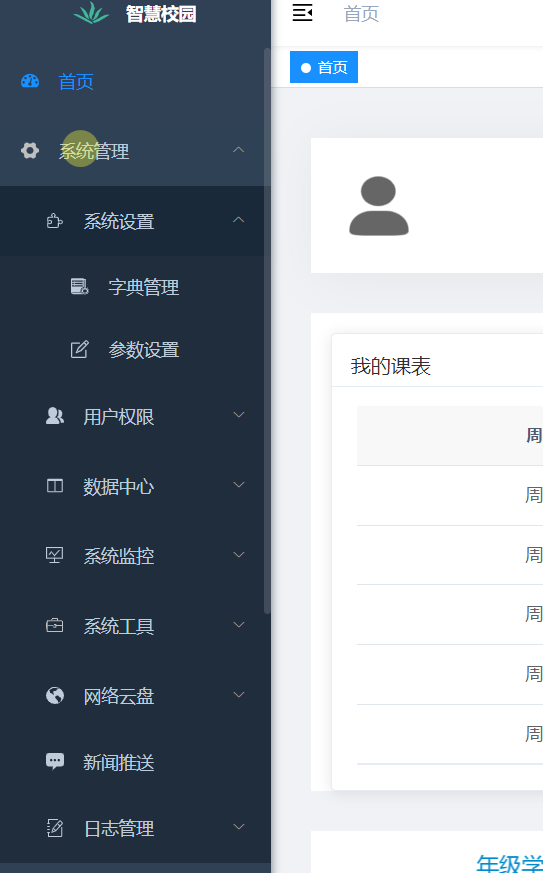 智慧校园
首页
系统管理
系统设置
字典管理
参数设置
用户权限
数据中心
系统监控
系统工具
网络云盘
新闻推送
日志管理
首页
首页
我的课表
周
周
周
周
周
周
年级学